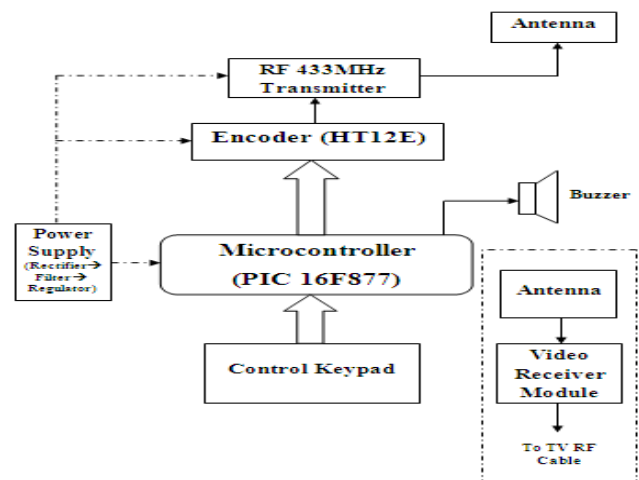 Antenna
RF 433MHz
Transmitter
Encoder (HT12E)
Buzzer
Power
Supply
(Rectifier→
Filter→
Regulator)
Microcontroller
(PIC 16F877)
Control Keypad
Antenna
Video
Receiver
Module
To TV RF
Cable